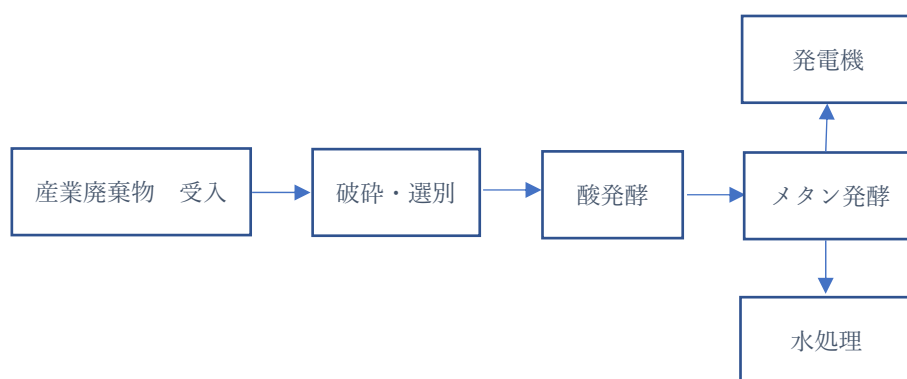 発電機
産業廃棄物　受入
破砕・選別
酸発酵
メタン発酵
水処理